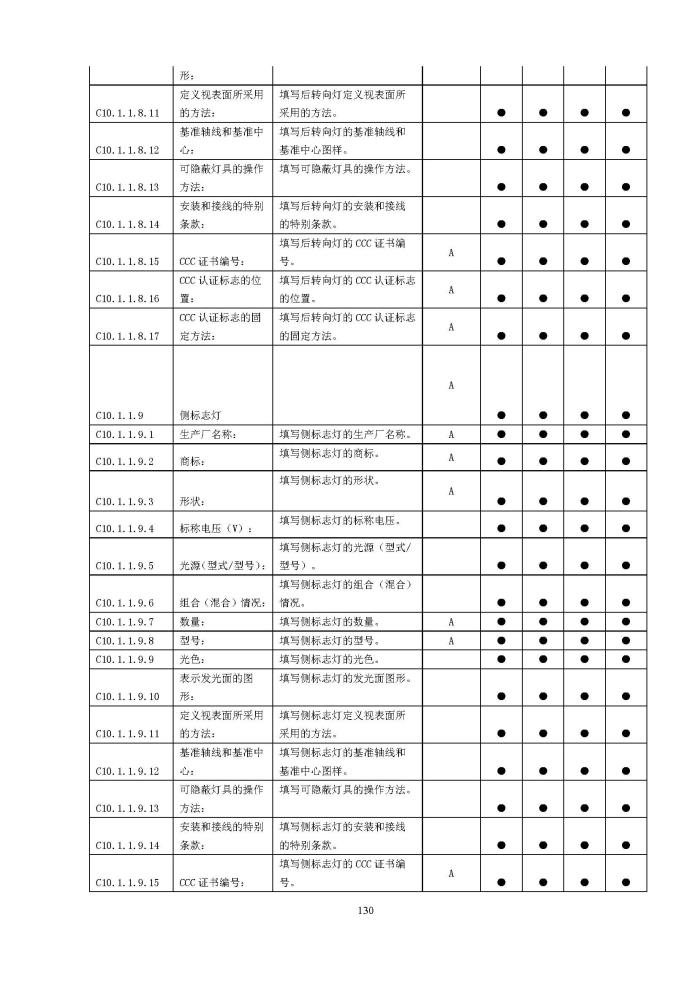 形：
定义视表面所采用 填写后转向灯定义视表面所
C10.1.1.8.11 的方法： 采用的方法。 ● ● ● ●
基准轴线和基准中 填写后转向灯的基准轴线和
C10.1.1.8.12 心： 基准中心图样。 ● ● ● ●
可隐蔽灯具的操作 填写可隐蔽灯具的操作方法。
C10.1.1.8.13 方法： ● ● ● ●
安装和接线的特别 填写后转向灯的安装和接线
C10.1.1.8.14 条款： 的特别条款。 ● ● ● ●
填写后转向灯的 CCC 证书编
C10.1.1.8.15 CCC 证书编号： 号。 A ● ● ● ●
CCC 认证标志的位 填写后转向灯的 CCC 认证标志
C10.1.1.8.16 置： 的位置。 A ● ● ● ●
CCC 认证标志的固 填写后转向灯的 CCC 认证标志
C10.1.1.8.17 定方法： 的固定方法。 A ● ● ● ●
C10.1.1.9 侧标志灯 A ● ● ● ●
C10.1.1.9.1 生产厂名称： 填写侧标志灯的生产厂名称。 A ● ● ● ●
C10.1.1.9.2 商标： 填写侧标志灯的商标。 A ● ● ● ●
C10.1.1.9.3 形状： 填写侧标志灯的形状。 A ● ● ● ●
C10.1.1.9.4 标称电压（V）： 填写侧标志灯的标称电压。 ● ● ● ●
填写侧标志灯的光源（型式/
C10.1.1.9.5 光源(型式/型号)： 型号）。 ● ● ● ●
填写侧标志灯的组合（混合）
C10.1.1.9.6 组合（混合）情况： 情况。 ● ● ● ●
C10.1.1.9.7 数量： 填写侧标志灯的数量。 A ● ● ● ●
C10.1.1.9.8 型号： 填写侧标志灯的型号。 A ● ● ● ●
C10.1.1.9.9 光色： 填写侧标志灯的光色。 ● ● ● ●
表示发光面的图 填写侧标志灯的发光面图形。
C10.1.1.9.10 形： ● ● ● ●
定义视表面所采用 填写侧标志灯定义视表面所
C10.1.1.9.11 的方法： 采用的方法。 ● ● ● ●
基准轴线和基准中 填写侧标志灯的基准轴线和
C10.1.1.9.12 心： 基准中心图样。 ● ● ● ●
可隐蔽灯具的操作 填写可隐蔽灯具的操作方法。
C10.1.1.9.13 方法： ● ● ● ●
安装和接线的特别 填写侧标志灯的安装和接线
C10.1.1.9.14 条款： 的特别条款。 ● ● ● ●
填写侧标志灯的 CCC 证书编
C10.1.1.9.15 CCC 证书编号： 号。 A ● ● ● ●
130